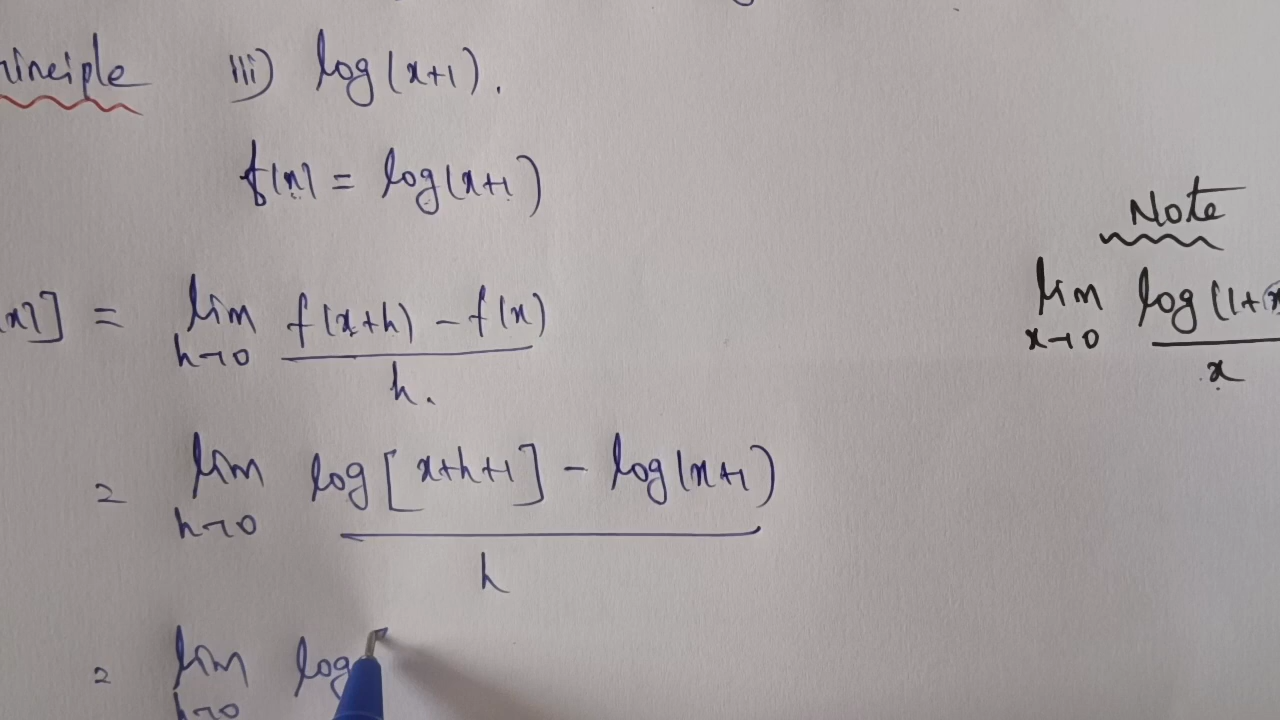 rinciple iii) log(x+1).
f(x) = log(x+1)
Note
x)] = lim f(x+h) - f(x)
h→0 h.
lim log(1+x
x→0 x
= lim log[x+h+1] - log(x+1)
h→0 h
= lim log
h→0